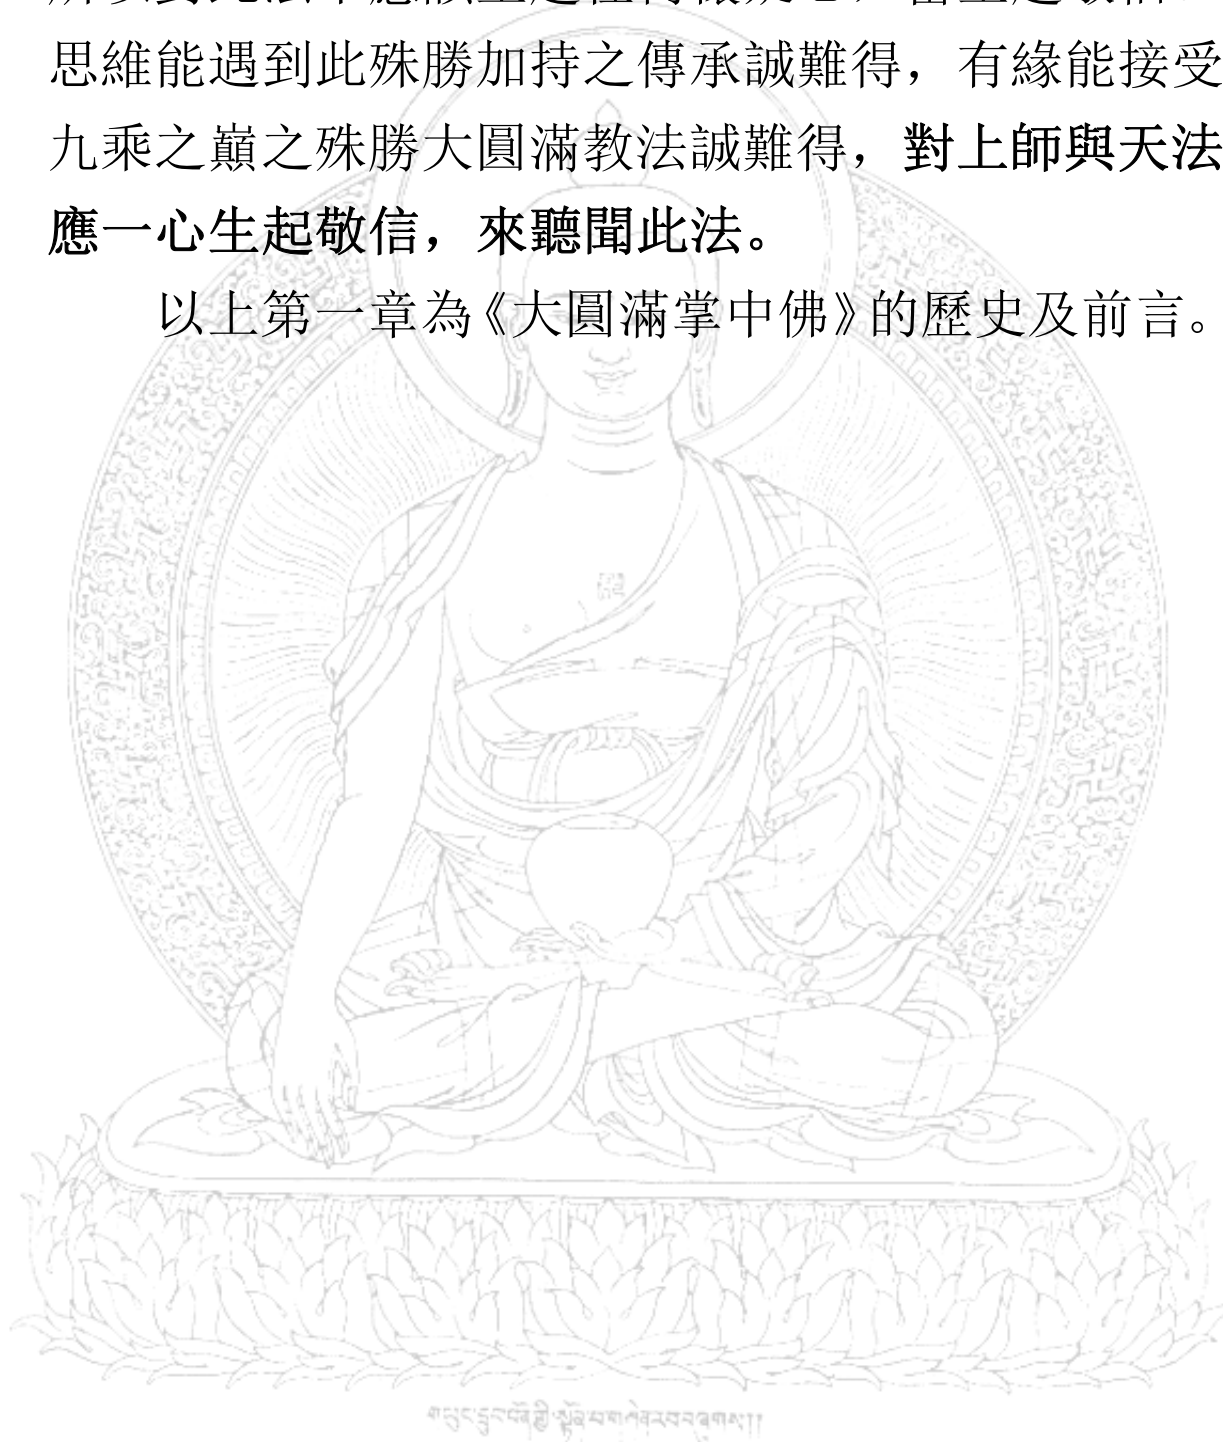 思維能遇到此殊勝加持之傳承誠難得，有緣能接受
九乘之巔之殊勝大圓滿教法誠難得，對上師與天法
應一心生起敬信，來聽聞此法。
以上第一章為《大圓滿掌中佛》的歷史及前言。